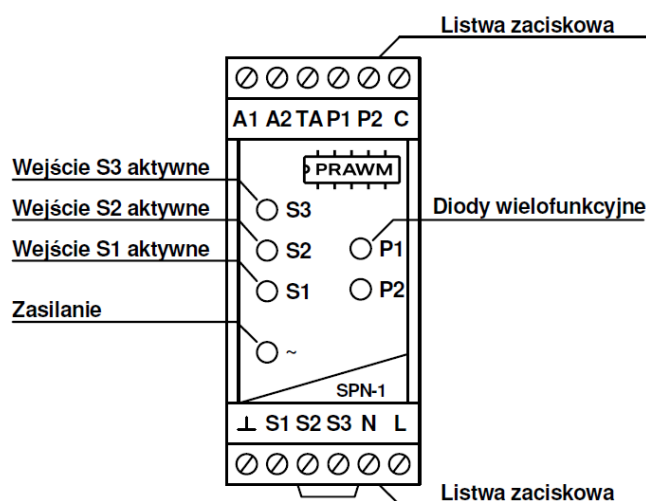 Listwa zaciskowa
A1 A2 TA P1 P2 C
PRAWM
Wejście S3 aktywne
S3
Wejście S2 aktywne
Diody wielofunkcyjne
S2
P1
Wejście S1 aktywne
S1
P2
Zasilanie
~
SPN-1
⊥ S1 S2 S3 N L
Listwa zaciskowa